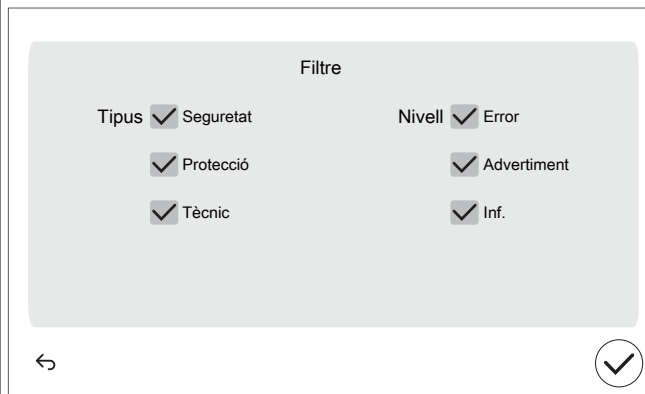 Filtre
Tipus Seguretat Nivell Error
Protecció Advertiment
Tècnic Inf.